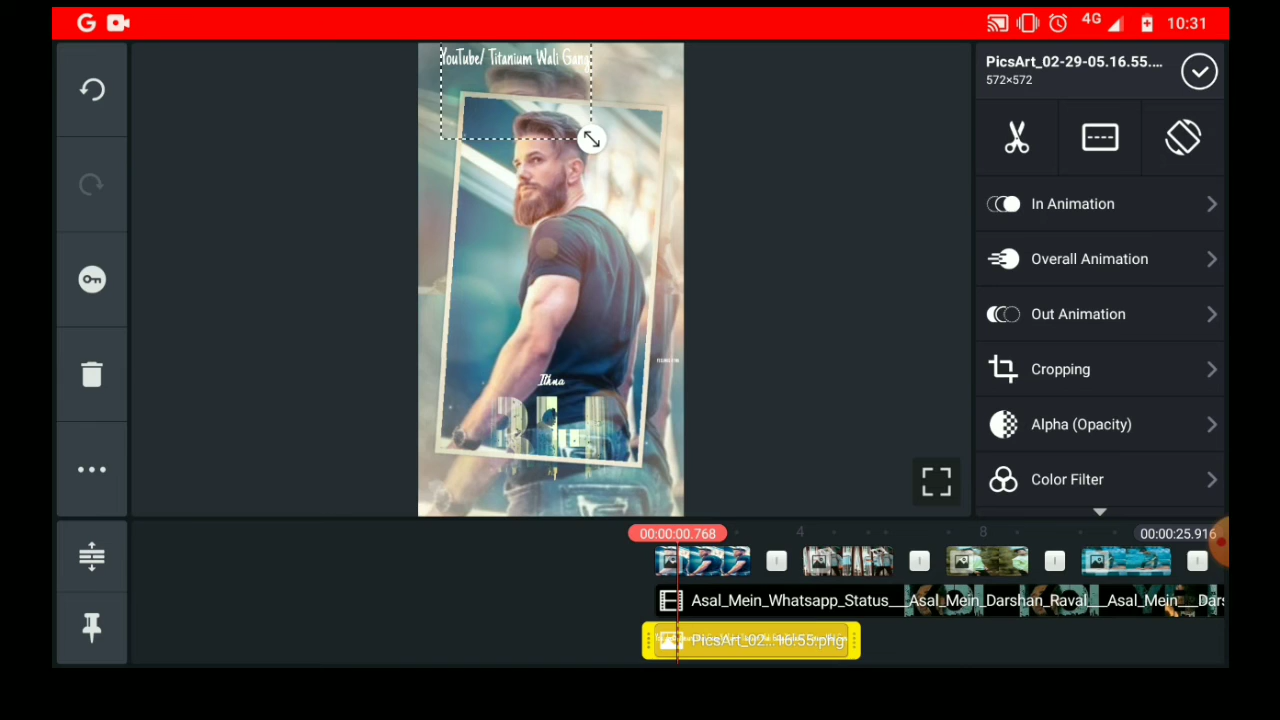 4G
10:31
YouTube/ Titanium Wali Gang
PicsArt_02-29-05.16.55....
572×572
In Animation
Overall Animation
Out Animation
Cropping
Alpha (Opacity)
Color Filter
Itna
00:00:00.768
4
8
00:00:25.916
Asal_Mein_Whatsapp_Status___Asal_Mein_Darshan_Raval___Asal_Mein___Dars
PicsArt_02...16.55.png